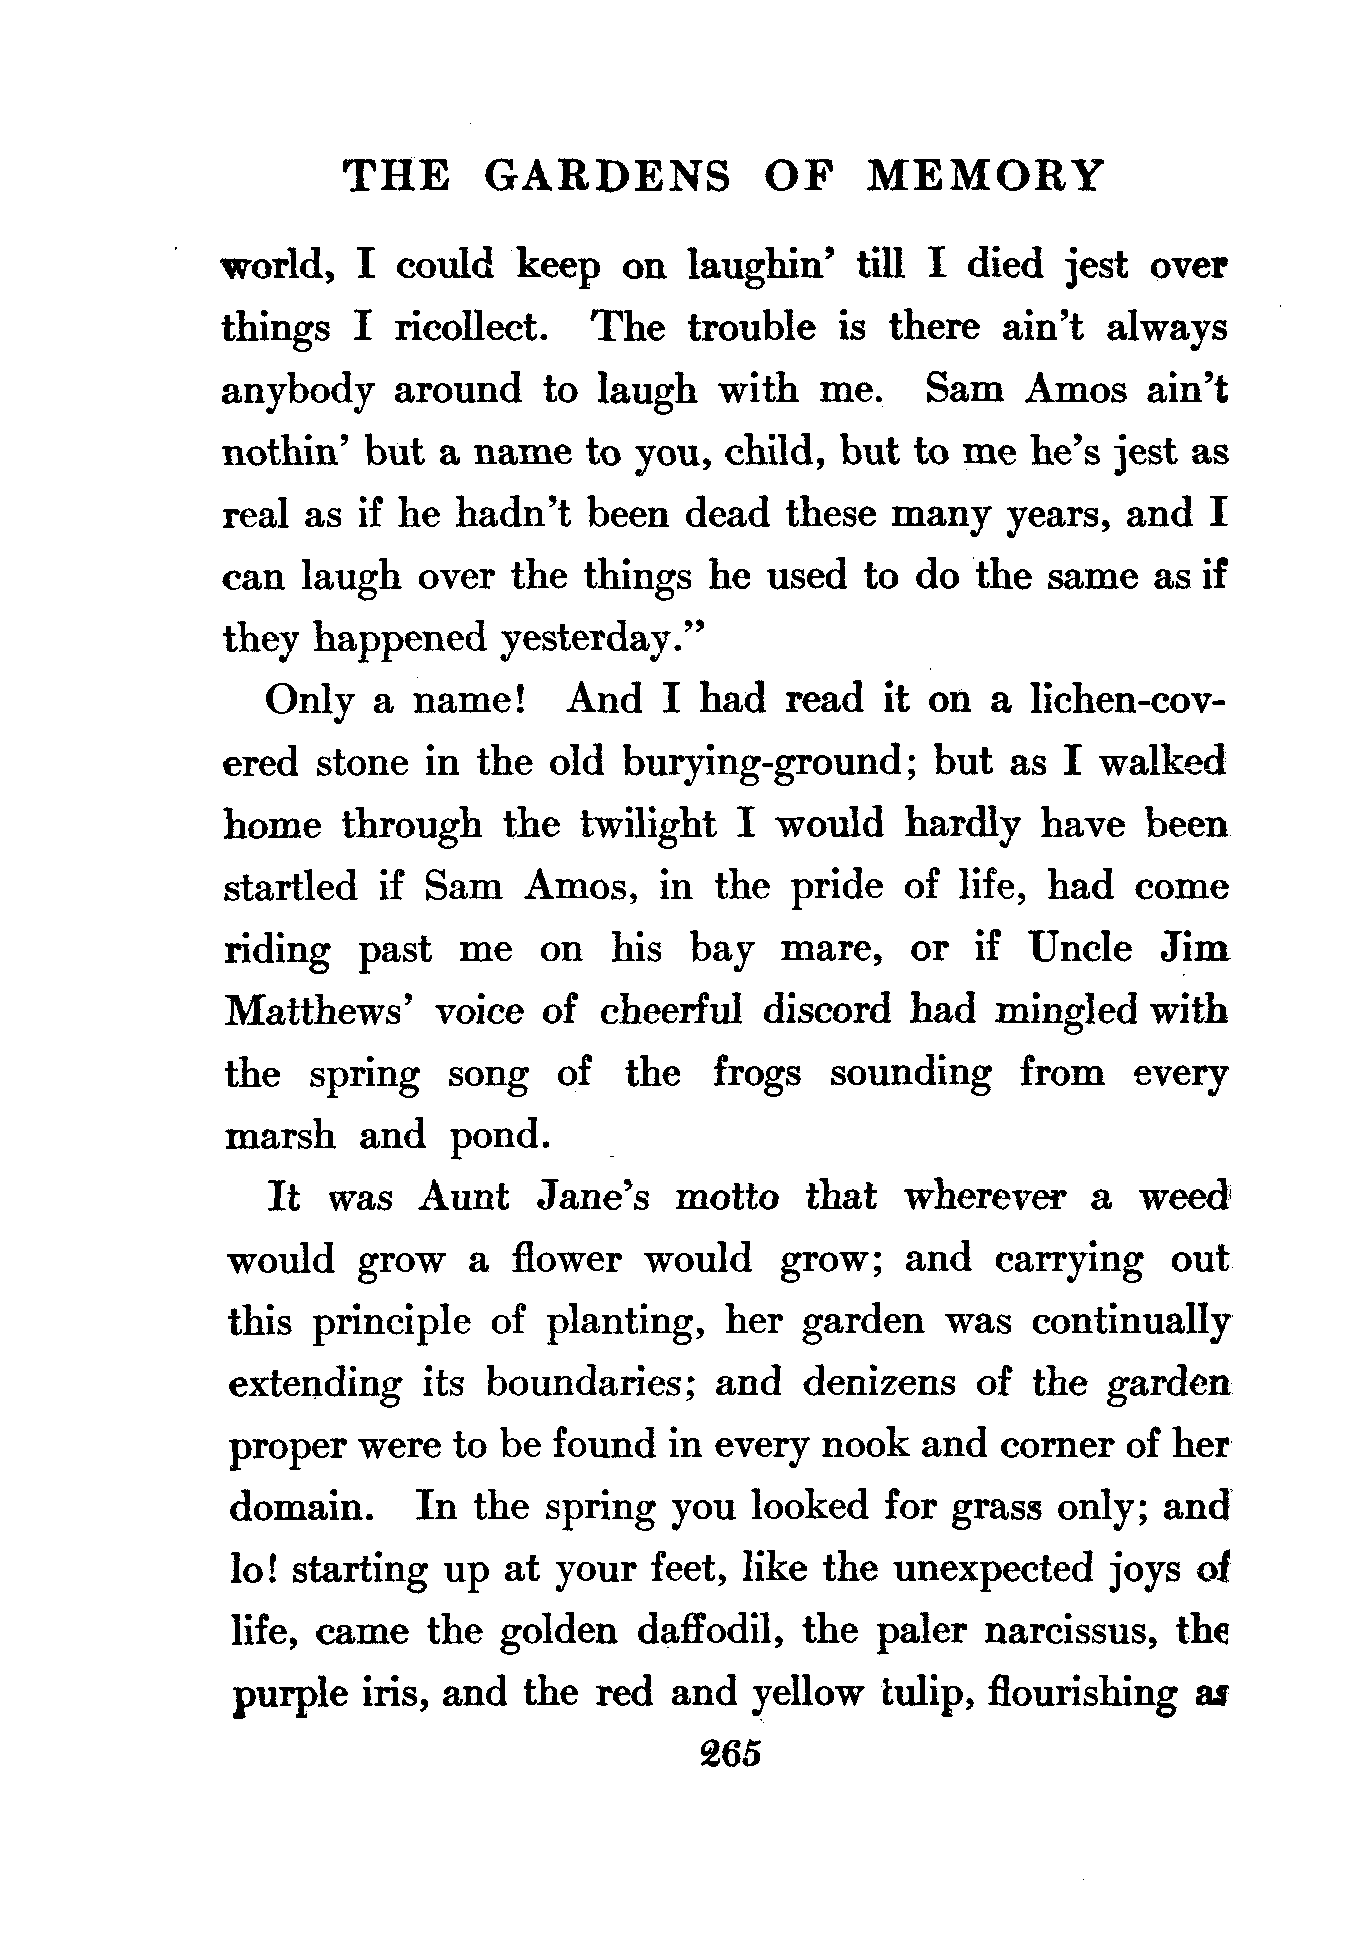 THE GARDENS OF MEMORY
world, I could keep on laughin' till I died jest over
things I ricollect. The trouble is there ain't always
anybody around to laugh with me. Sam Amos ain't
nothin' but a name to you, child, but to me he's jest as
real as if he hadn't been dead these many years, and I
can laugh over the things he used to do the same as if
they happened yesterday."
Only a name! And I had read it on a lichen-cov-
ered stone in the old burying-ground; but as I walked
home through the twilight I would hardly have been
startled if Sam Amos, in the pride of life, had come
riding past me on his bay mare, or if Uncle Jim
Matthews' voice of cheerful discord had mingled with
the spring song of the frogs sounding from every
marsh and pond.
It was Aunt Jane's motto that wherever a weed
would grow a flower would grow; and carrying out
this principle of planting, her garden was continually
extending its boundaries; and denizens of the garden
proper were to be found in every nook and corner of her
domain. In the spring you looked for grass only; and
lo! starting up at your feet, like the unexpected joys of
life, came the golden daffodil, the paler narcissus, the
purple iris, and the red and yellow tulip, flourishing as
265